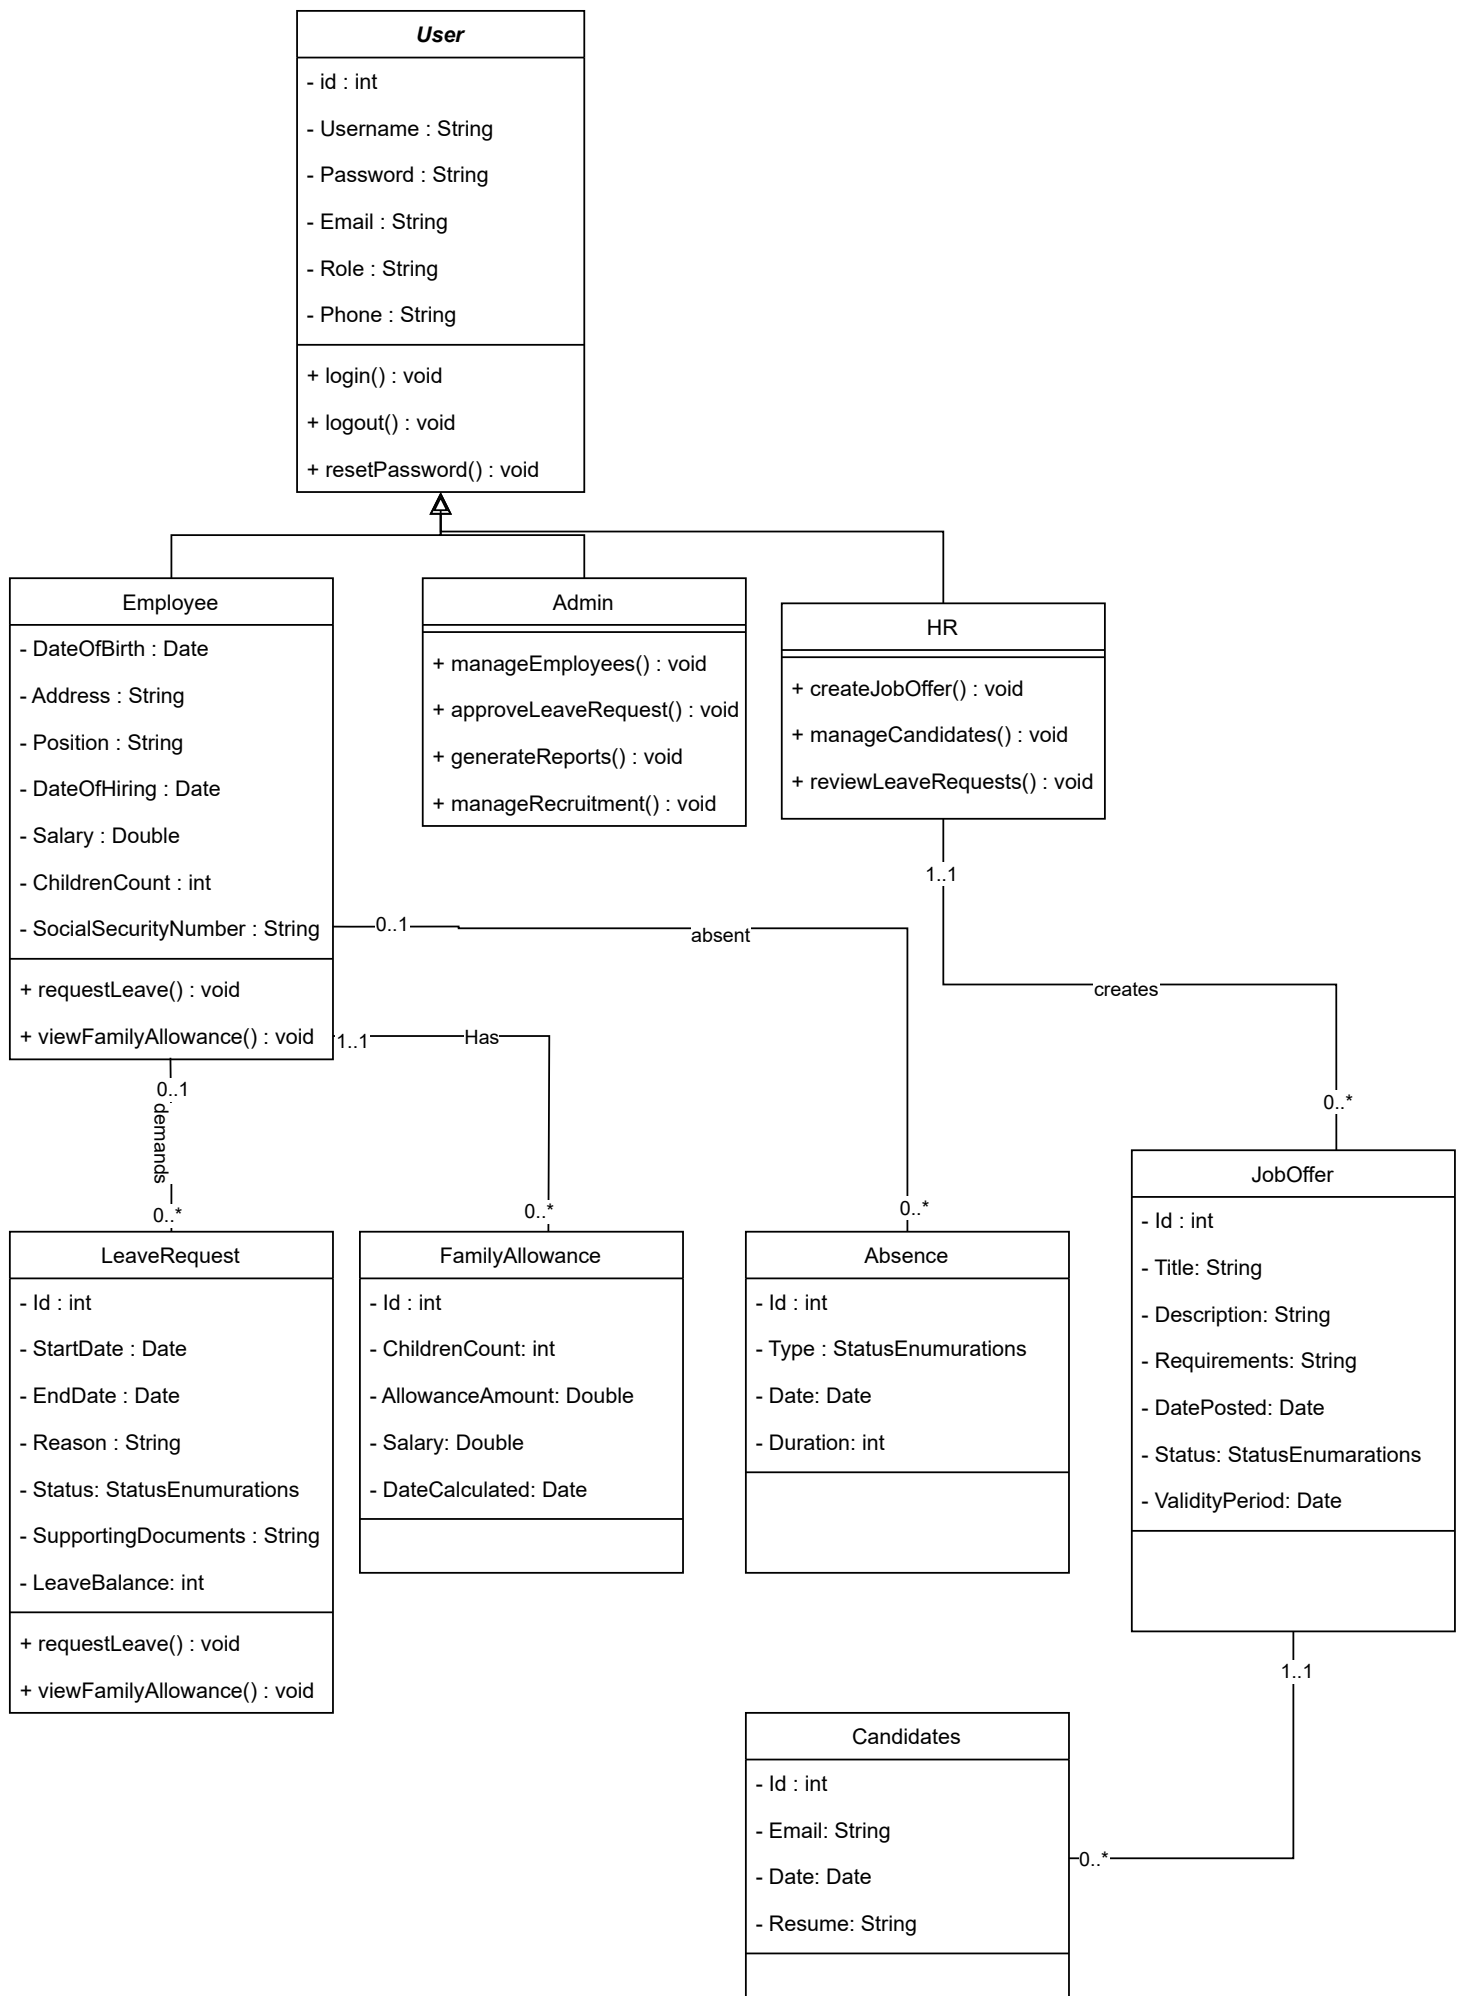 User
- id : int
- Username : String
- Password : String
- Email : String
- Role : String
- Phone : String
+ login() : void
+ logout() : void
+ resetPassword() : void
Employee
- DateOfBirth : Date
- Address : String
- Position : String
- DateOfHiring : Date
- Salary : Double
- ChildrenCount : int
- SocialSecurityNumber : String
+ requestLeave() : void
+ viewFamilyAllowance() : void
Admin
+ manageEmployees() : void
+ approveLeaveRequest() : void
+ generateReports() : void
+ manageRecruitment() : void
HR
+ createJobOffer() : void
+ manageCandidates() : void
+ reviewLeaveRequests() : void
1..1
0..1
absent
creates
1..1
Has
0..1
demands
0..*
0..*
0..*
0..*
LeaveRequest
- Id : int
- StartDate : Date
- EndDate : Date
- Reason : String
- Status: StatusEnumurations
- SupportingDocuments : String
- LeaveBalance: int
+ requestLeave() : void
+ viewFamilyAllowance() : void
FamilyAllowance
- Id : int
- ChildrenCount: int
- AllowanceAmount: Double
- Salary: Double
- DateCalculated: Date
Absence
- Id : int
- Type : StatusEnumurations
- Date: Date
- Duration: int
JobOffer
- Id : int
- Title: String
- Description: String
- Requirements: String
- DatePosted: Date
- Status: StatusEnumarations
- ValidityPeriod: Date
1..1
Candidates
- Id : int
- Email: String
- Date: Date
- Resume: String
0..*